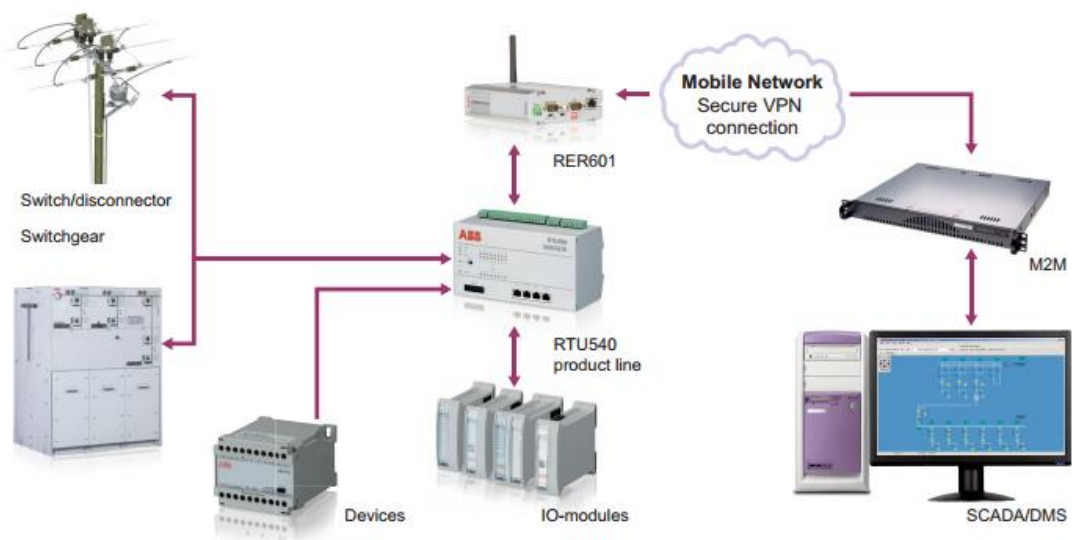 Mobile Network
Secure VPN
connection
RER601
Switch/disconnector
Switchgear
ABB
M2M
RTU540
product line
ABB
Devices
IO-modules
SCADA/DMS